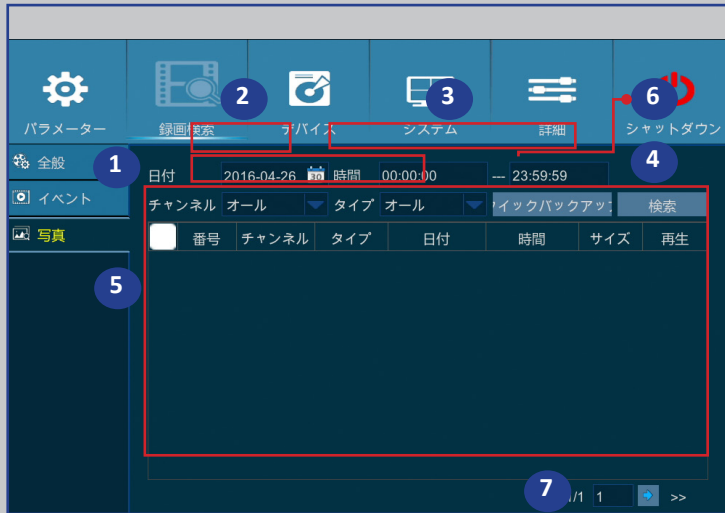 パラメーター 録画検索 デバイス システム 詳細 シャットダウン
2 3 6
全般 1 4
日付 2016-04-26 30 時間 00:00:00 --- 23:59:59
イベント
チャンネル オール タイプ オール イックバックアップ 検索
写真
番号 チャンネル タイプ 日付 時間 サイズ 再生
5
7 /1 1 >>